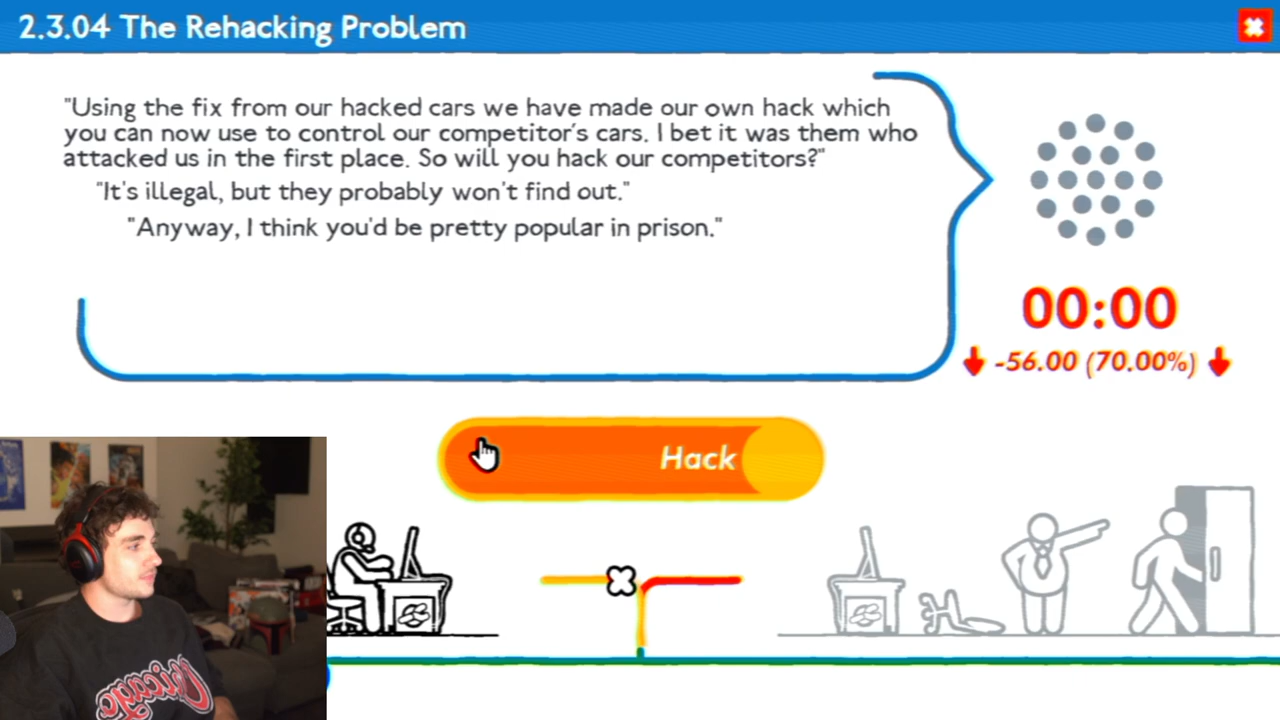 2.3.04 The Rehacking Problem
"Using the fix from our hacked cars we have made our own hack which
you can now use to control our competitor's cars. I bet it was them who
attacked us in the first place. So will you hack our competitors?"
"It's illegal, but they probably won't find out."
"Anyway, I think you'd be pretty popular in prison."
00:00
-56.00 (70.00%)
Hack
Chicago